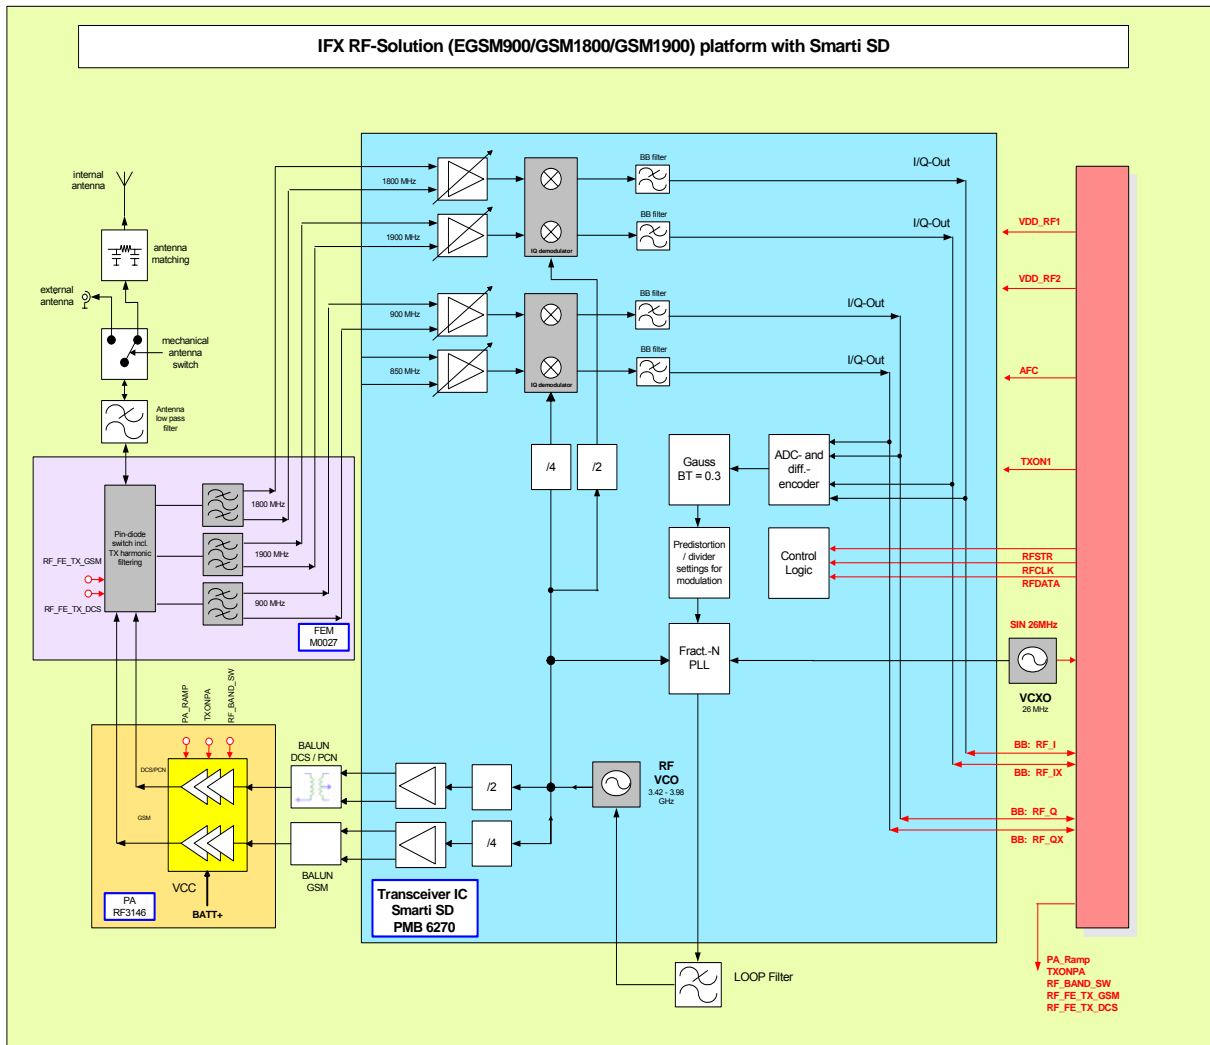 IFX RF-Solution (EGSM900/GSM1800/GSM1900) platform with Smarti SD
internal
antenna
antenna
matching
external
antenna
mechanical
antenna
switch
Antenna
low pass
filter
1800 MHz
1900 MHz
900 MHz
850 MHz
IQ demodulator
IQ demodulator
BB filter
BB filter
BB filter
BB filter
I/Q-Out
I/Q-Out
I/Q-Out
I/Q-Out
VDD_RF1
VDD_RF2
AFC
TXON1
/4
/2
Gauss
BT = 0.3
ADC- and
diff.-
encoder
Predistortion
/ divider
settings for
modulation
Control
Logic
RFSTR
RFCLK
RFDATA
Pin-diode
switch incl.
TX harmonic
filtering
RF_FE_TX_GSM
RF_FE_TX_DCS
1800 MHz
1900 MHz
900 MHz
FEM
M0027
Fract.-N
PLL
SIN 26MHz
VCXO
26 MHz
PA_RAMP
TXONPA
RF_BAND_SW
DCS/PCN
GSM
VCC
BATT+
PA
RF3146
BALUN
DCS / PCN
BALUN
GSM
/2
/4
RF
VCO
3.42 - 3.98
GHz
BB: RF_I
BB: RF_IX
BB: RF_Q
BB: RF_QX
Transceiver IC
Smarti SD
PMB 6270
LOOP Filter
PA_Ramp
TXONPA
RF_BAND_SW
RF_FE_TX_GSM
RF_FE_TX_DCS